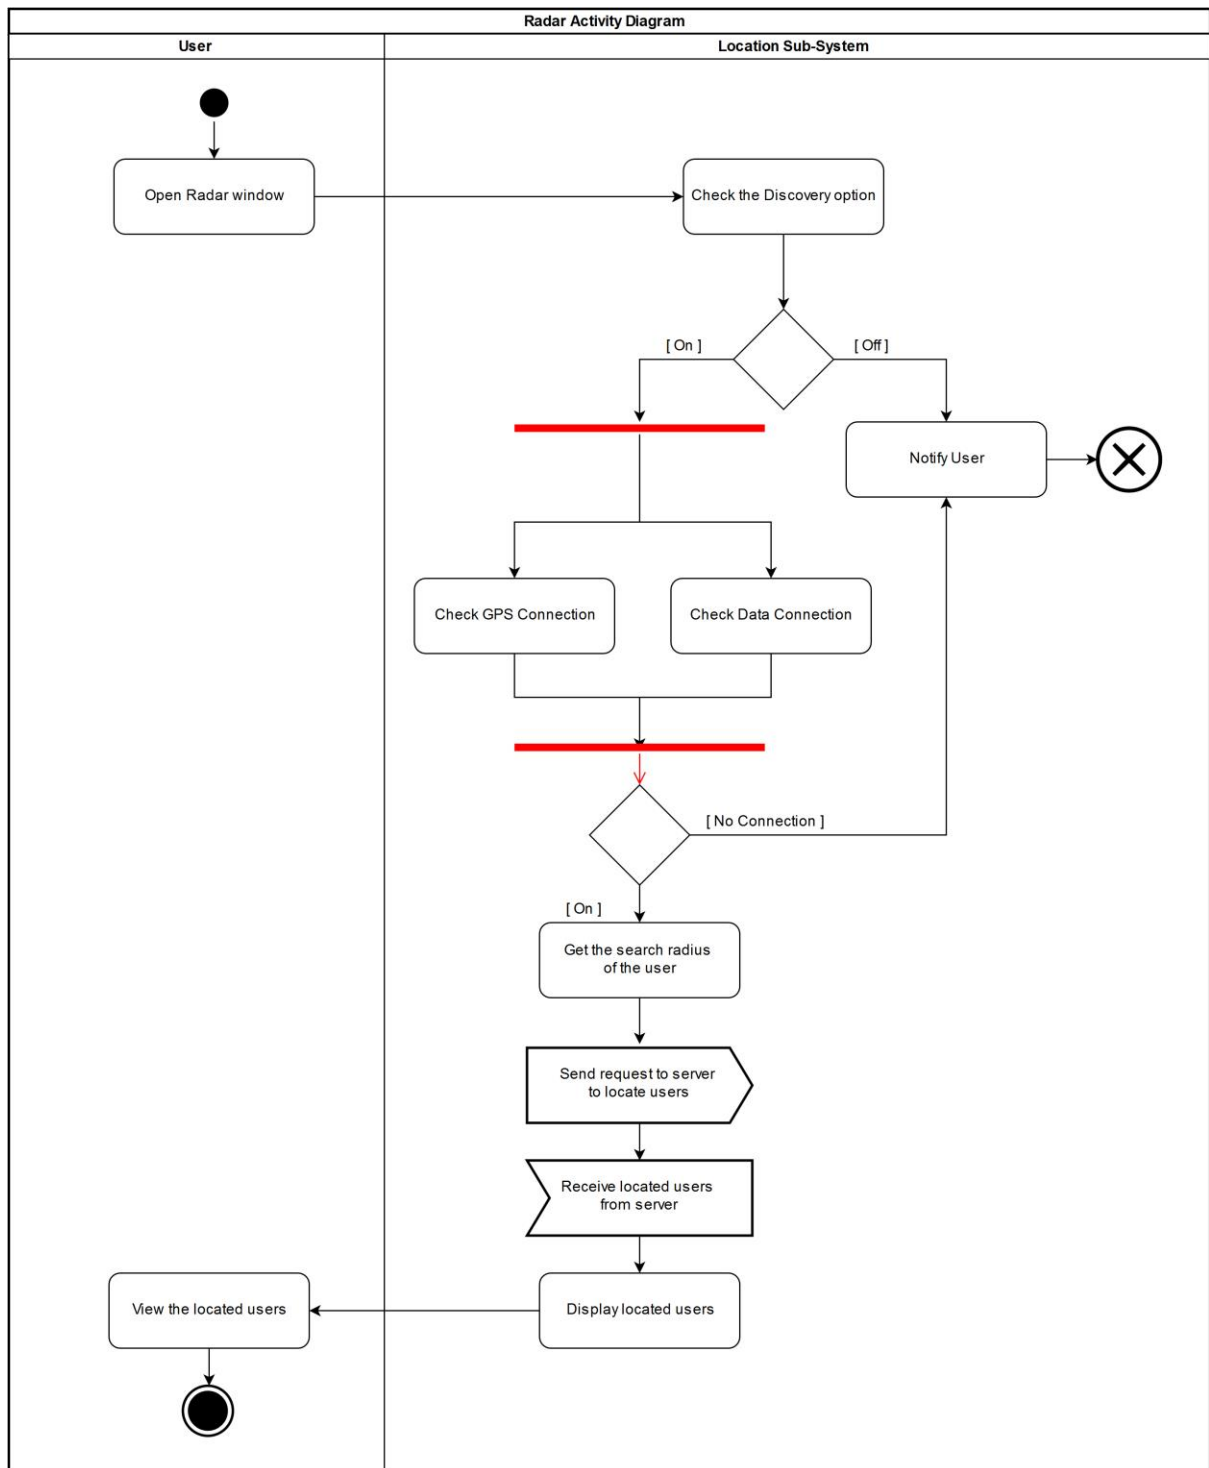 Radar Activity Diagram
User
Location Sub-System
Open Radar window
Check the Discovery option
[ On ]
[ Off ]
Notify User
Check GPS Connection
Check Data Connection
[ No Connection ]
[ On ]
Get the search radius
of the user
Send request to server
to locate users
Receive located users
from server
View the located users
Display located users